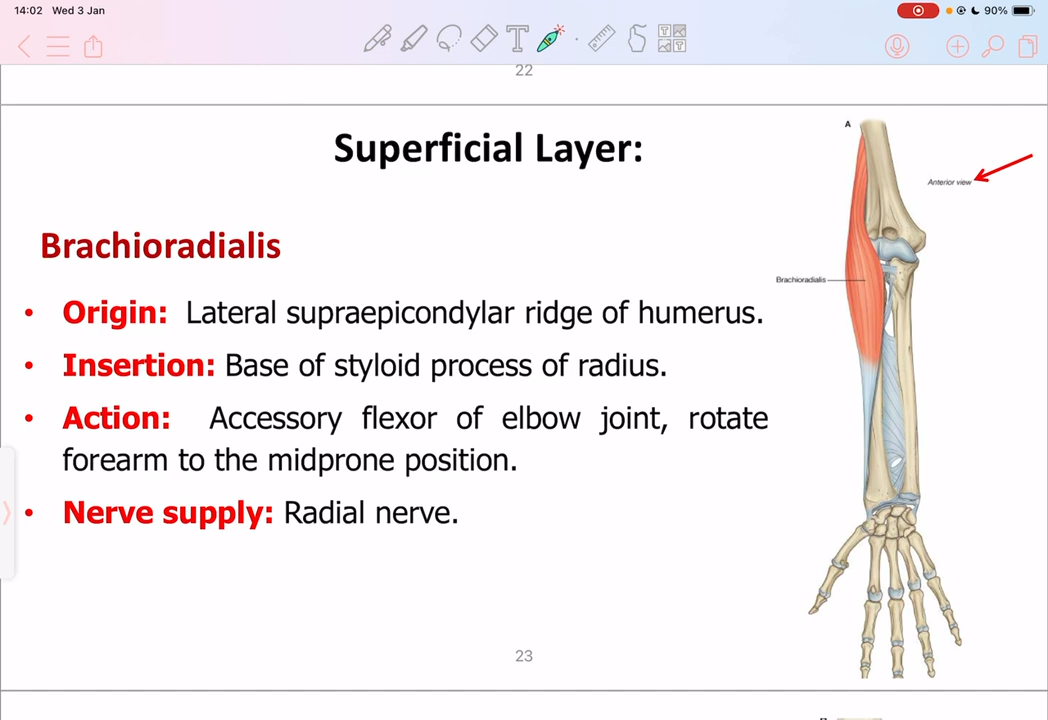 14:02 Wed 3 Jan
90%
22
Superficial Layer:
A
Anterior view
Brachioradialis
Brachioradialis
• Origin: Lateral supraepicondylar ridge of humerus.
• Insertion: Base of styloid process of radius.
• Action: Accessory flexor of elbow joint, rotate
forearm to the midprone position.
• Nerve supply: Radial nerve.
23